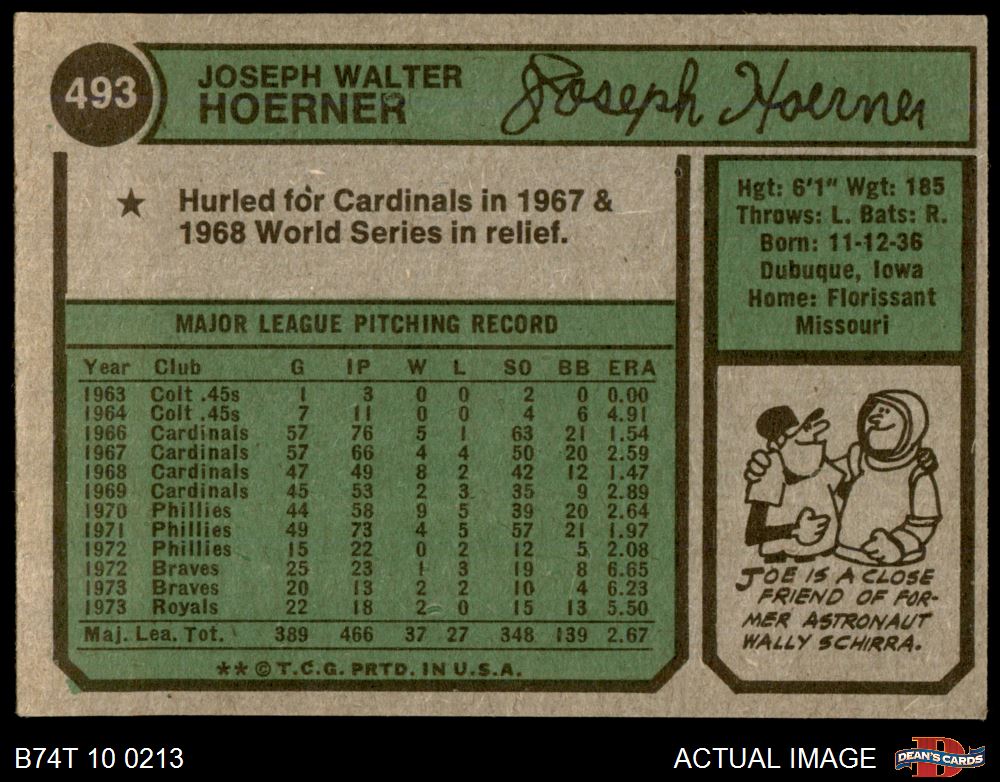 493
JOSEPH WALTER
HOERNER
Joseph Hoerner
★ Hurled for Cardinals in 1967 &
1968 World Series in relief.
MAJOR LEAGUE PITCHING RECORD
Year Club G IP W L SO BB ERA
1963 Colt .45s 1 3 0 0 2 0 0.00
1964 Colt .45s 7 11 0 0 4 6 4.91
1966 Cardinals 57 76 5 1 63 21 1.54
1967 Cardinals 57 66 4 4 50 20 2.59
1968 Cardinals 47 49 8 2 42 12 1.47
1969 Cardinals 45 53 2 3 35 9 2.89
1970 Phillies 44 58 9 5 39 20 2.64
1971 Phillies 49 73 4 5 57 21 1.97
1972 Phillies 15 22 0 2 12 5 2.08
1972 Braves 25 23 1 3 19 8 6.65
1973 Braves 20 13 2 2 10 4 6.23
1973 Royals 22 18 2 0 15 13 5.50
Maj. Lea. Tot. 389 466 37 27 348 139 2.67
** © T.C.G. PRTD. IN U.S.A.
Hgt: 6'1" Wgt: 185
Throws: L. Bats: R.
Born: 11-12-36
Dubuque, Iowa
Home: Florissant
Missouri
JOE IS A CLOSE
FRIEND OF FOR-
MER ASTRONAUT
WALLY SCHIRRA.
B74T 10 0213
ACTUAL IMAGE
D
DEAN'S CARDS